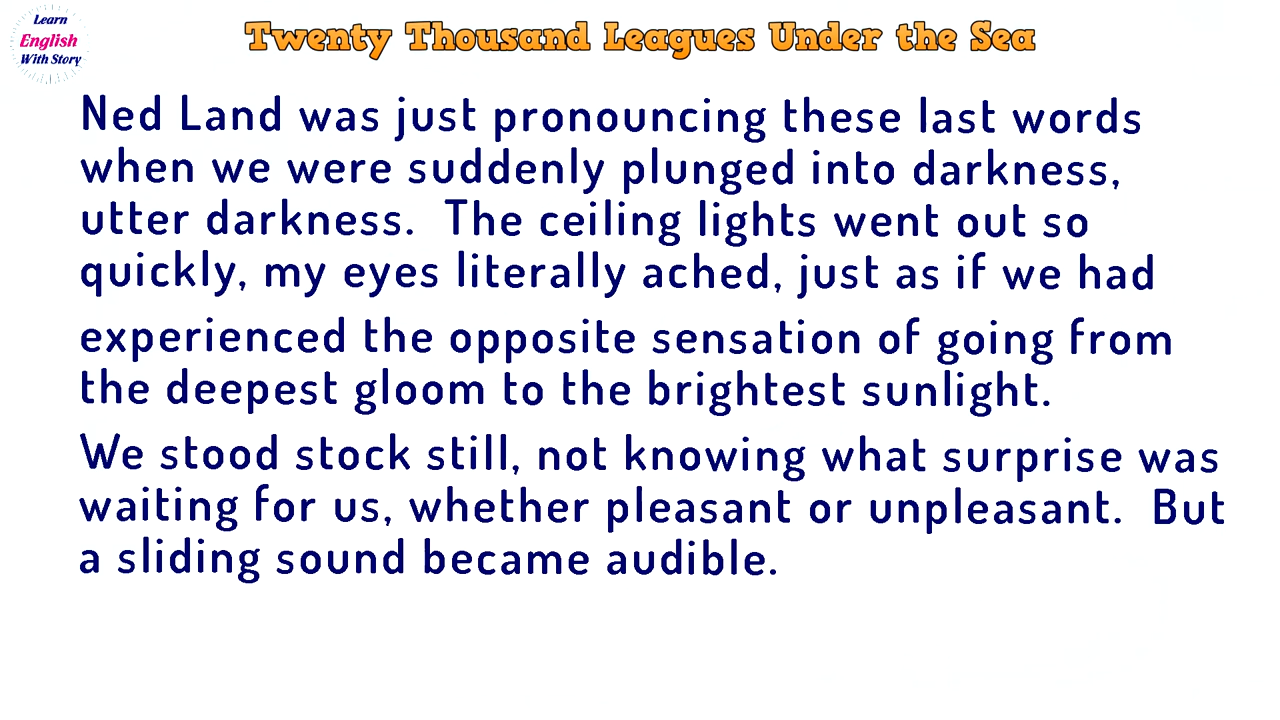 Learn
English
With Story
Twenty Thousand Leagues Under the Sea
Ned Land was just pronouncing these last words
when we were suddenly plunged into darkness,
utter darkness.  The ceiling lights went out so
quickly, my eyes literally ached, just as if we had
experienced the opposite sensation of going from
the deepest gloom to the brightest sunlight.
We stood stock still, not knowing what surprise was
waiting for us, whether pleasant or unpleasant.  But
a sliding sound became audible.